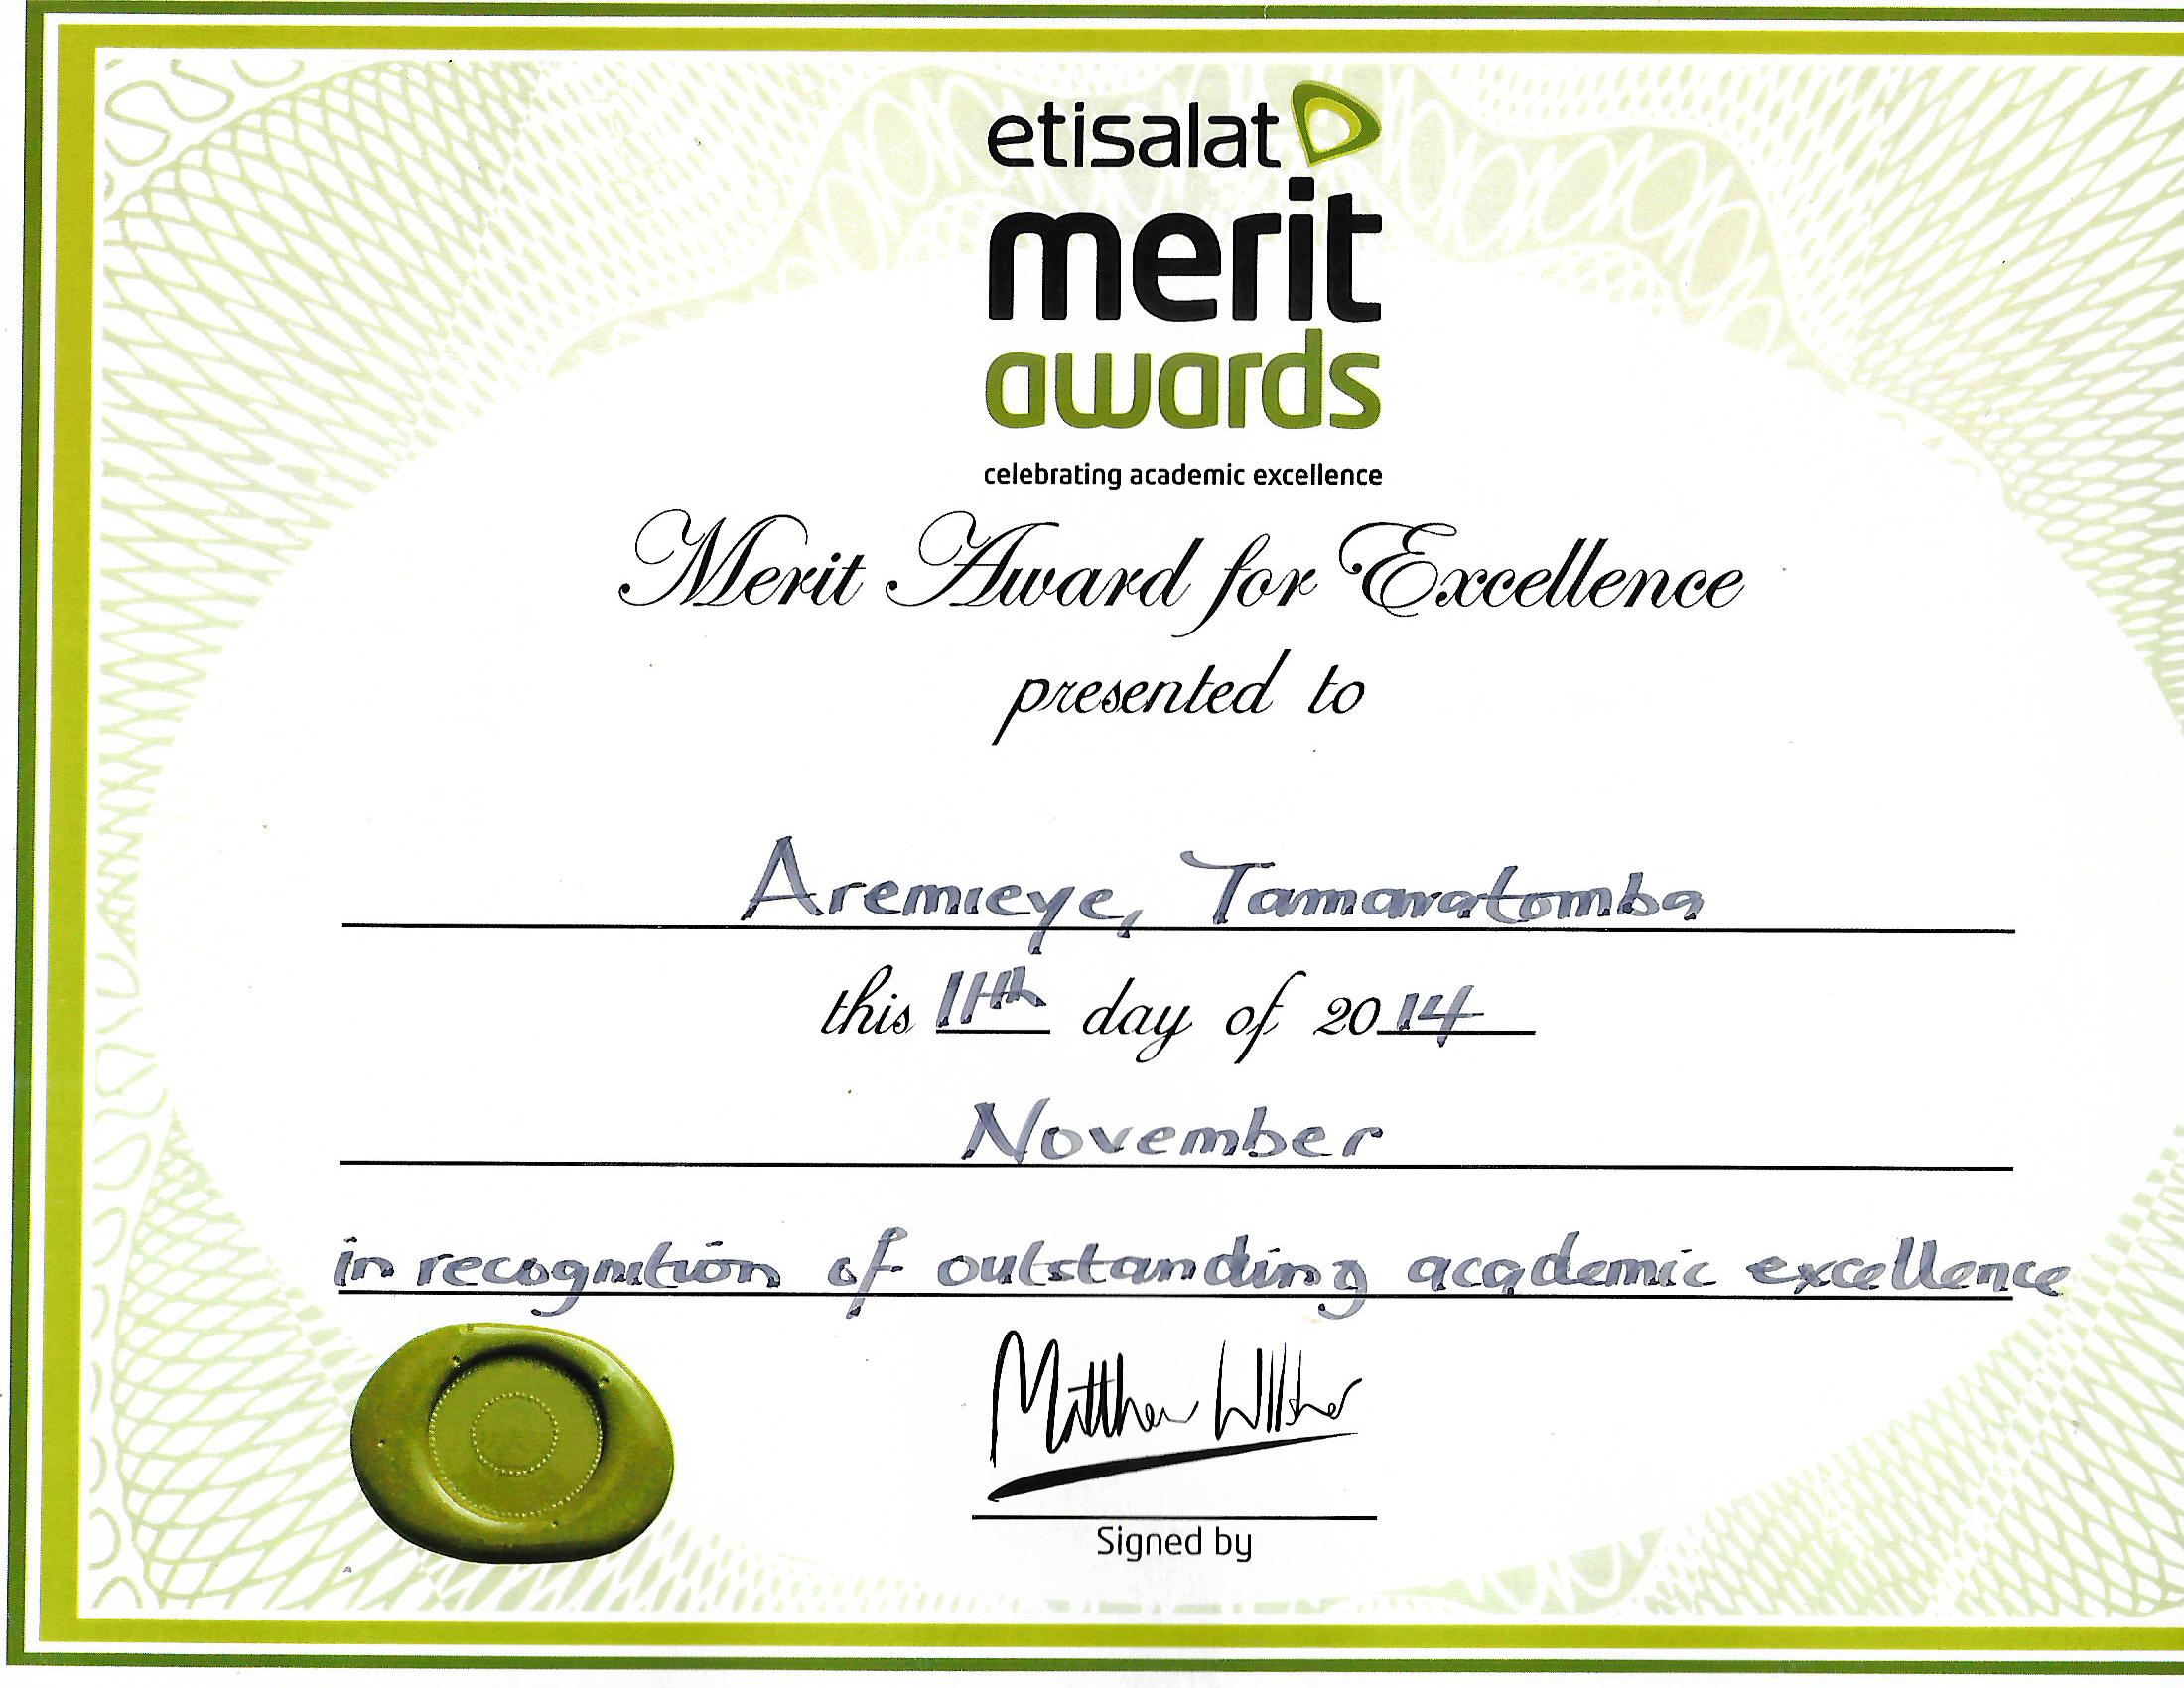 etisalat
merit
awards
celebrating academic excellence
Merit Award for Excellence
presented to
Aremieye, Tamaratomba
this 11th day of 2014
November
in recognition of outstanding academic excellence
Matthew Willsher
Signed by